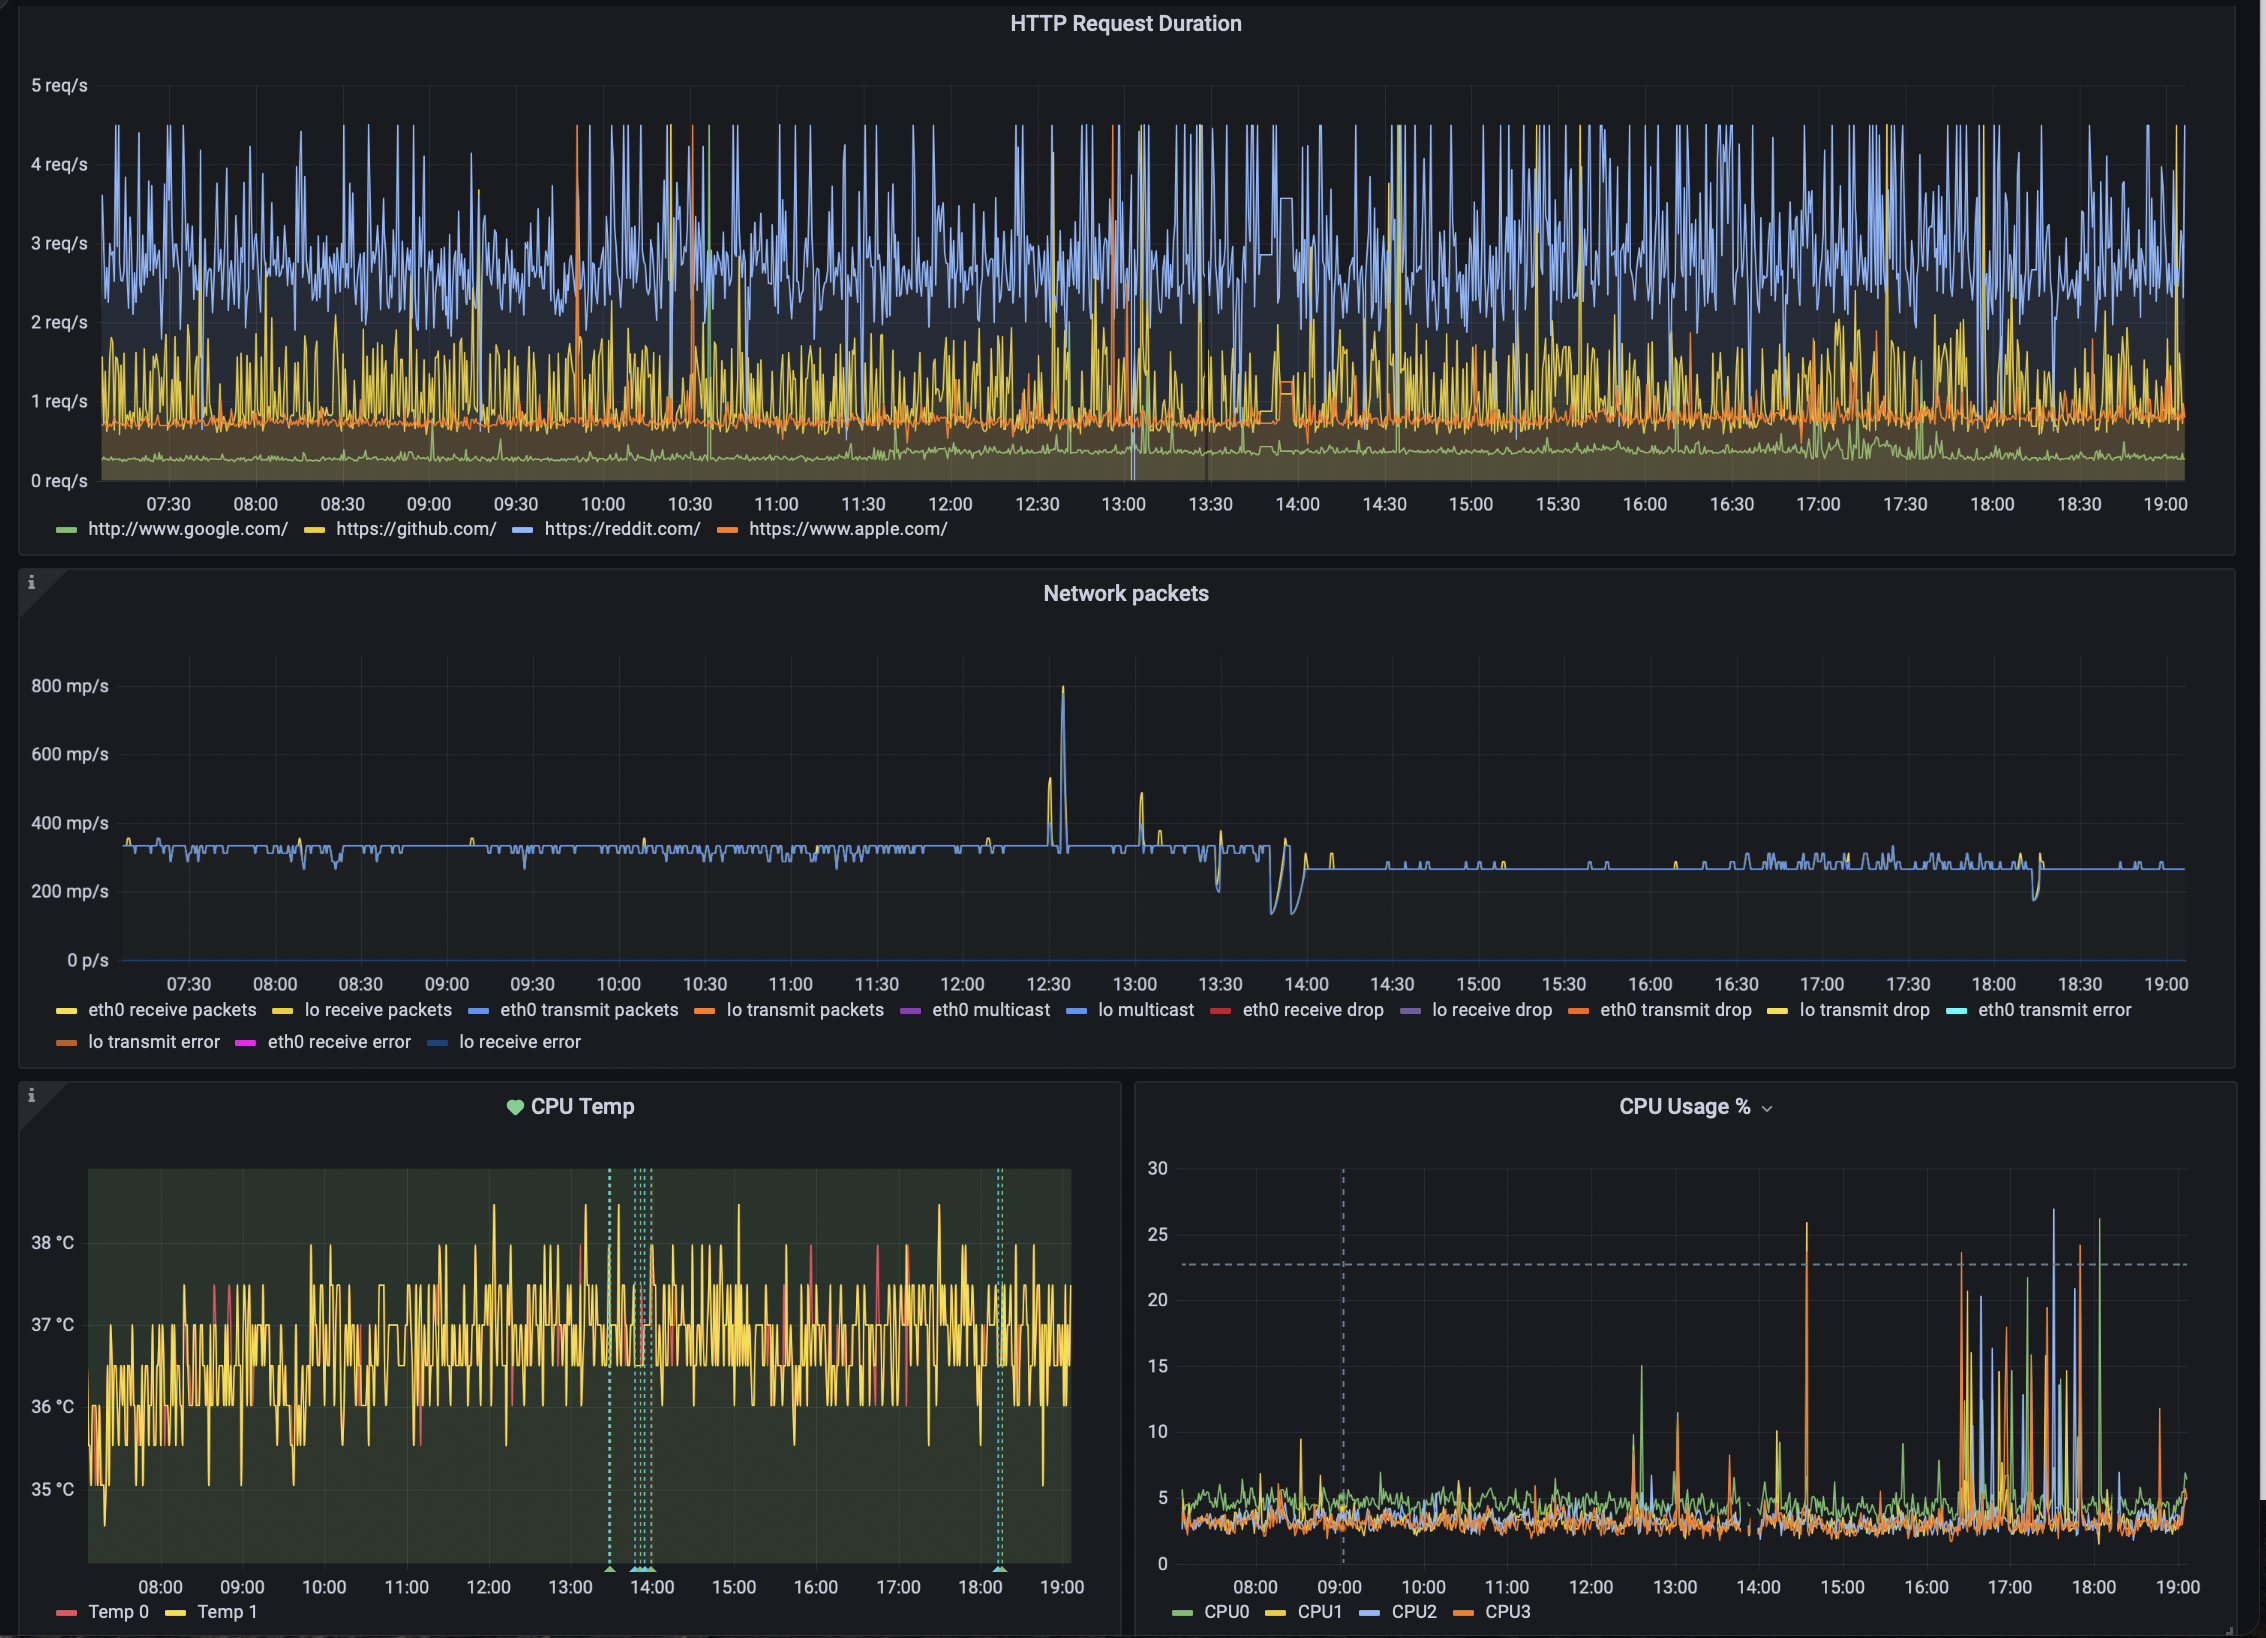 HTTP Request Duration
5 req/s
4 req/s
3 req/s
2 req/s
1 req/s
0 req/s
07:30 08:00 08:30 09:00 09:30 10:00 10:30 11:00 11:30 12:00 12:30 13:00 13:30 14:00 14:30 15:00 15:30 16:00 16:30 17:00 17:30 18:00 18:30 19:00
http://www.google.com/ https://github.com/ https://reddit.com/ https://www.apple.com/
i
Network packets
800 mp/s
600 mp/s
400 mp/s
200 mp/s
0 p/s
07:30 08:00 08:30 09:00 09:30 10:00 10:30 11:00 11:30 12:00 12:30 13:00 13:30 14:00 14:30 15:00 15:30 16:00 16:30 17:00 17:30 18:00 18:30 19:00
eth0 receive packets lo receive packets eth0 transmit packets lo transmit packets eth0 multicast lo multicast eth0 receive drop lo receive drop eth0 transmit drop lo transmit drop eth0 transmit error
lo transmit error eth0 receive error lo receive error
i
CPU Temp
38 °C
37 °C
36 °C
35 °C
08:00 09:00 10:00 11:00 12:00 13:00 14:00 15:00 16:00 17:00 18:00 19:00
Temp 0 Temp 1
CPU Usage %
30
25
20
15
10
5
0
08:00 09:00 10:00 11:00 12:00 13:00 14:00 15:00 16:00 17:00 18:00 19:00
CPU0 CPU1 CPU2 CPU3